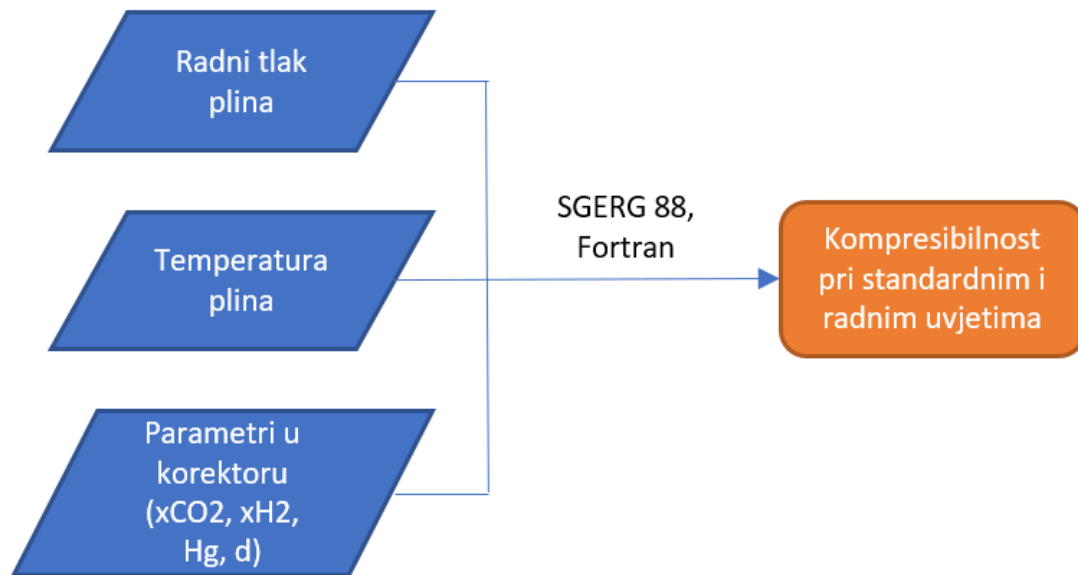 Radni tlak
plina
Temperatura
plina
Parametri u
korektoru
(xCO2, xH2,
Hg, d)
SGERG 88,
Fortran
Kompresibilnost
pri standardnim i
radnim uvjetima